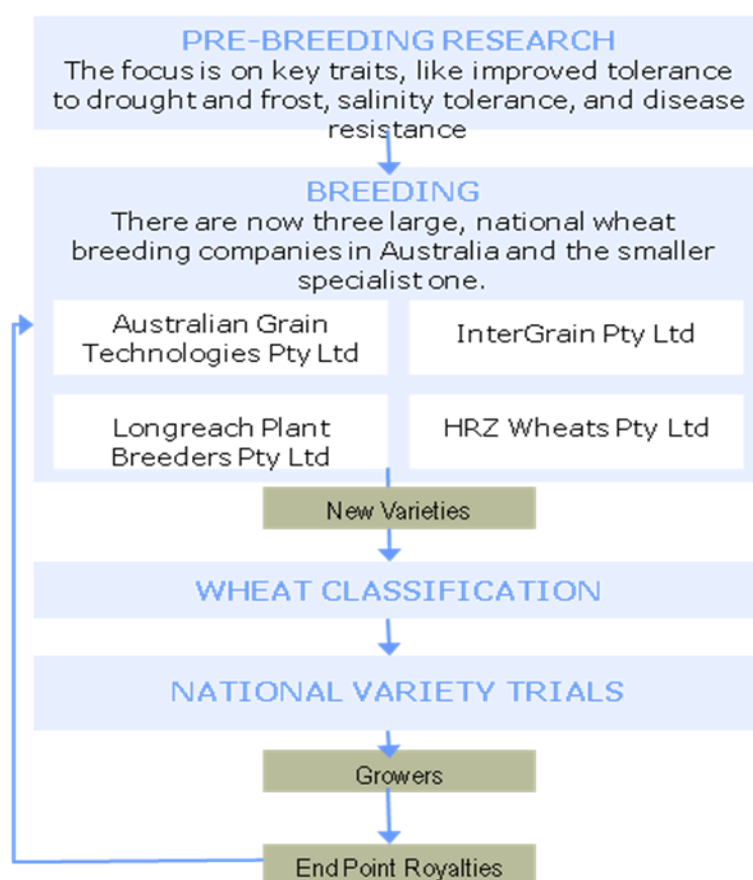 PRE-BREEDING RESEARCH
The focus is on key traits, like improved tolerance
to drought and frost, salinity tolerance, and disease
resistance
BREEDING
There are now three large, national wheat
breeding companies in Australia and the smaller
specialist one.
Australian Grain
Technologies Pty Ltd
InterGrain Pty Ltd
Longreach Plant
Breeders Pty Ltd
HRZ Wheats Pty Ltd
New Varieties
WHEAT CLASSIFICATION
NATIONAL VARIETY TRIALS
Growers
End Point Royalties